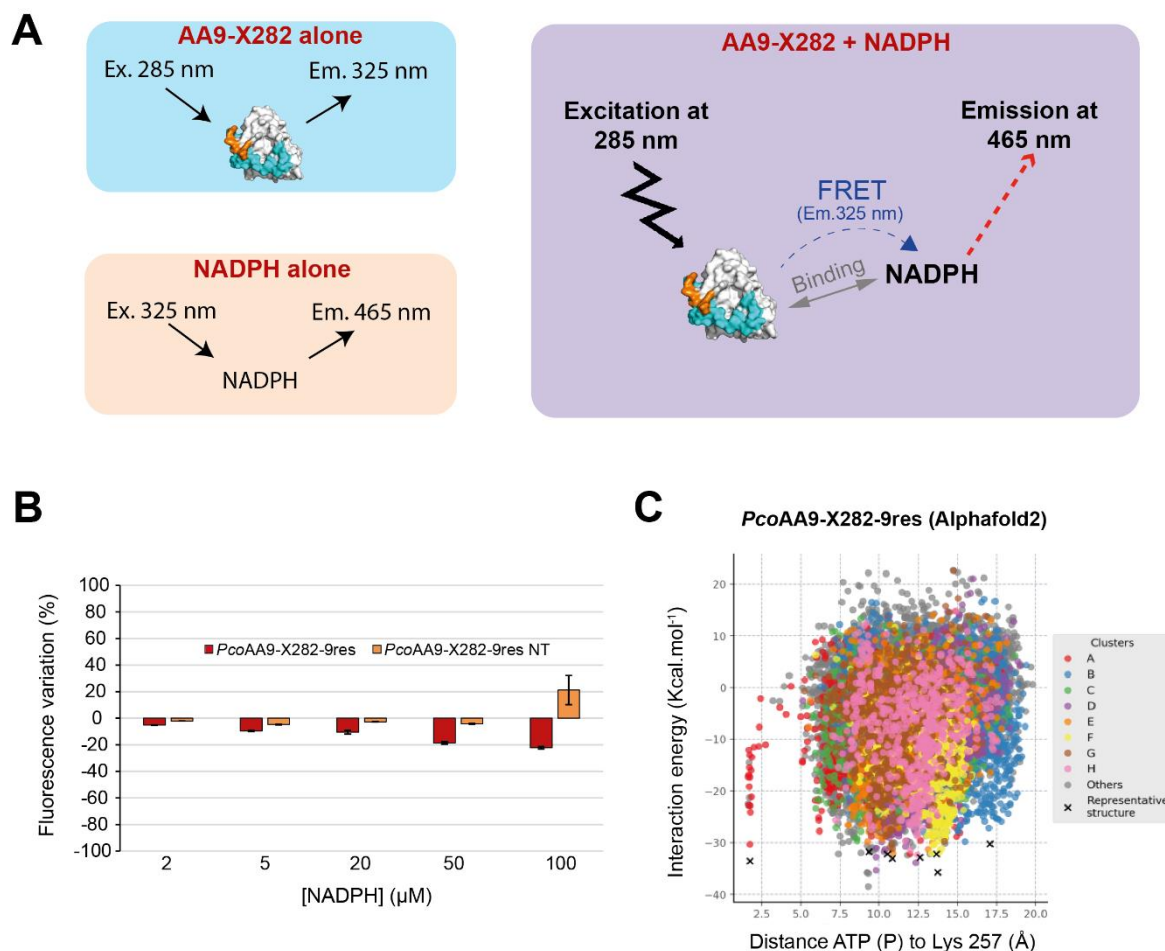 A
AA9-X282 alone
Ex. 285 nm
Em. 325 nm
NADPH alone
Ex. 325 nm
Em. 465 nm
NADPH
AA9-X282 + NADPH
Excitation at
285 nm
Emission at
465 nm
FRET
(Em.325 nm)
Binding
NADPH
B
Fluorescence variation (%)
100
80
60
40
20
0
-20
-40
-60
-80
-100
PcoAA9-X282-9res
PcoAA9-X282-9res NT
2
5
20
50
100
[NADPH] (µM)
C
PcoAA9-X282-9res (Alphafold2)
Interaction energy (Kcal.mol⁻¹)
20
10
0
−10
−20
−30
−40
2.5
5.0
7.5
10.0
12.5
15.0
17.5
20.0
Distance ATP (P) to Lys 257 (Å)
Clusters
A
B
C
D
E
F
G
H
Others
Representative
structure